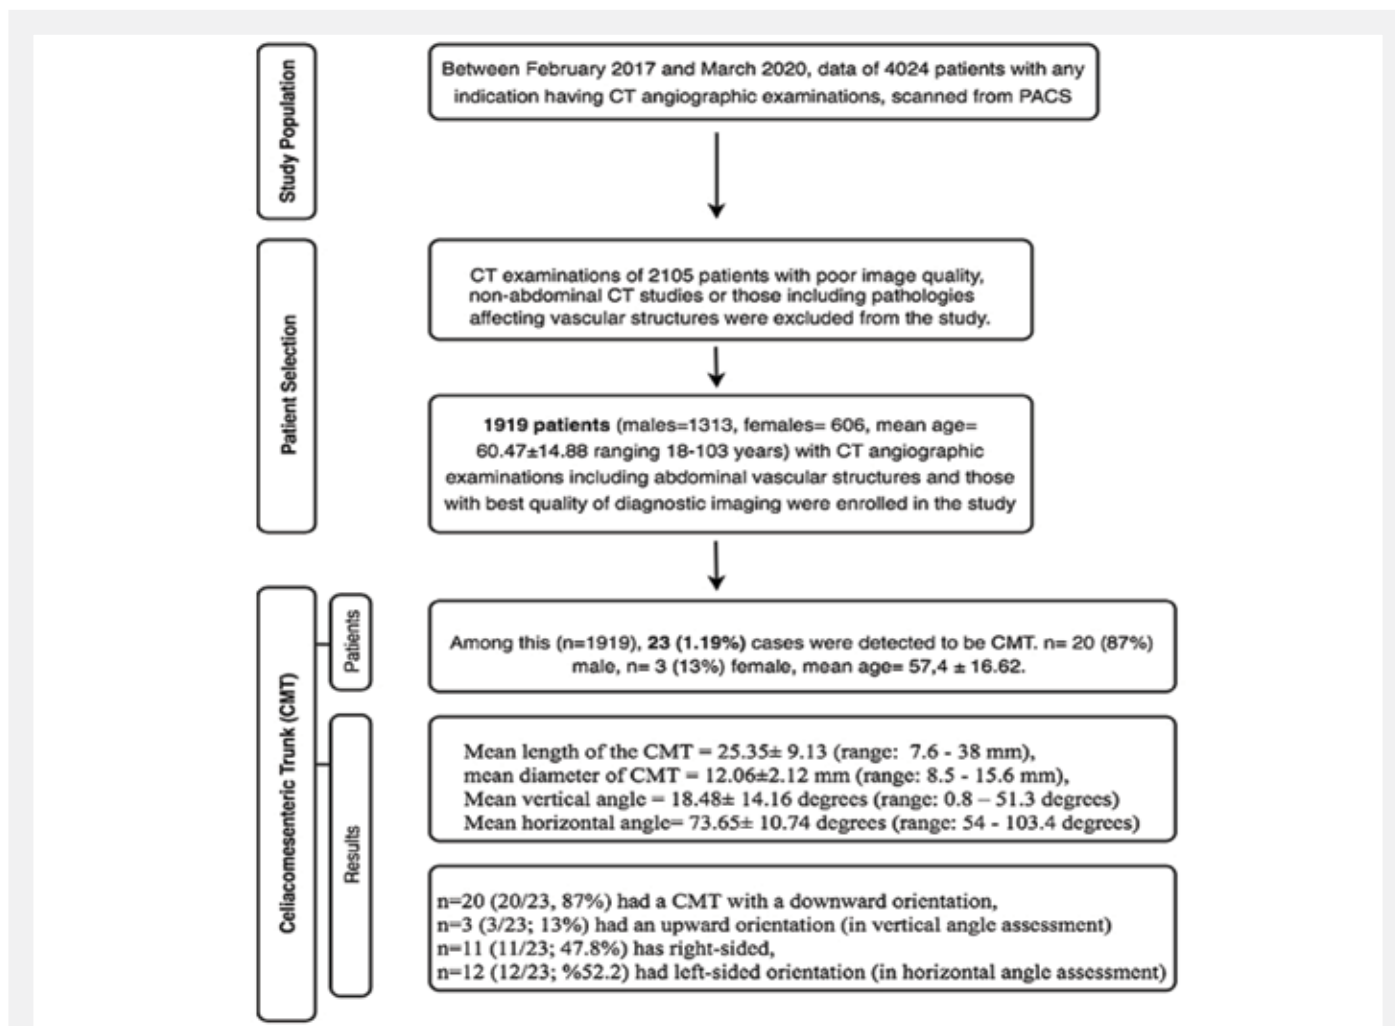 Study Population
Between February 2017 and March 2020, data of 4024 patients with any
indication having CT angiographic examinations, scanned from PACS
Patient Selection
CT examinations of 2105 patients with poor image quality,
non-abdominal CT studies or those including pathologies
affecting vascular structures were excluded from the study.
1919 patients (males=1313, females= 606, mean age=
60.47±14.88 ranging 18-103 years) with CT angiographic
examinations including abdominal vascular structures and those
with best quality of diagnostic imaging were enrolled in the study
Celiacomesenteric Trunk (CMT)
Patients
Among this (n=1919), 23 (1.19%) cases were detected to be CMT. n= 20 (87%)
male, n= 3 (13%) female, mean age= 57,4 ± 16.62.
Results
Mean length of the CMT = 25.35± 9.13 (range: 7.6 - 38 mm),
mean diameter of CMT = 12.06±2.12 mm (range: 8.5 - 15.6 mm),
Mean vertical angle = 18.48± 14.16 degrees (range: 0.8 – 51.3 degrees)
Mean horizontal angle= 73.65± 10.74 degrees (range: 54 - 103.4 degrees)
n=20 (20/23, 87%) had a CMT with a downward orientation,
n=3 (3/23; 13%) had an upward orientation (in vertical angle assessment)
n=11 (11/23; 47.8%) has right-sided,
n=12 (12/23; %52.2) had left-sided orientation (in horizontal angle assessment)